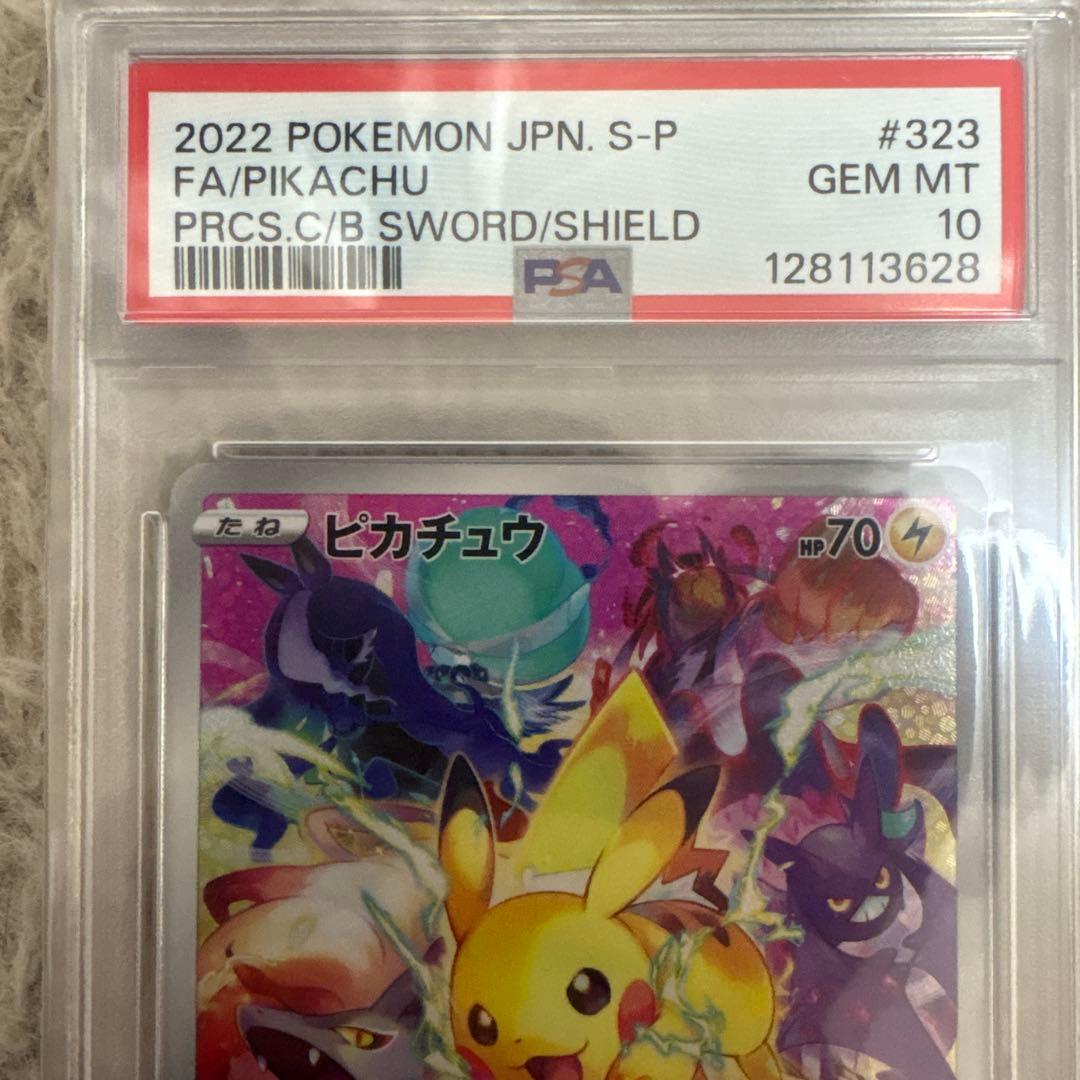 2022 POKEMON JPN. S-P #323
FA/PIKACHU GEM MT
PRCS.C/B SWORD/SHIELD 10
PSA 128113628
たね ピカチュウ HP70